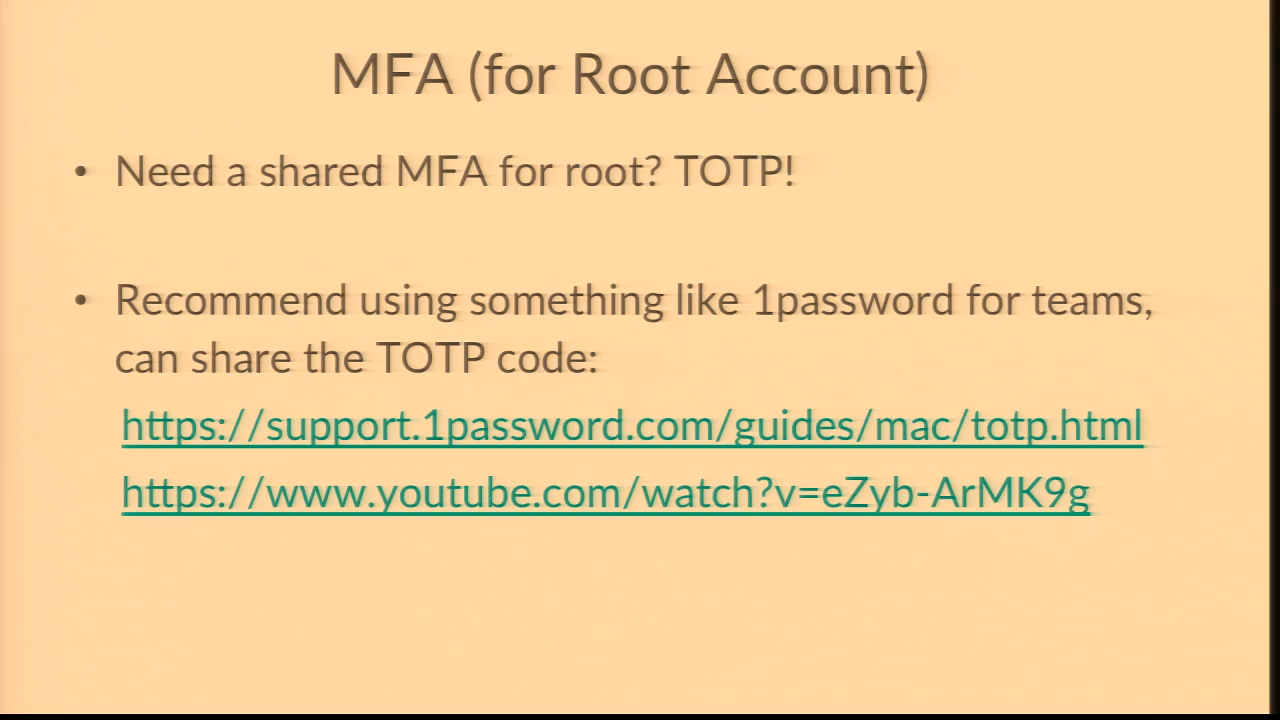 MFA (for Root Account)
• Need a shared MFA for root? TOTP!
• Recommend using something like 1password for teams,
can share the TOTP code:
https://support.1password.com/guides/mac/totp.html
https://www.youtube.com/watch?v=eZyb-ArMK9g